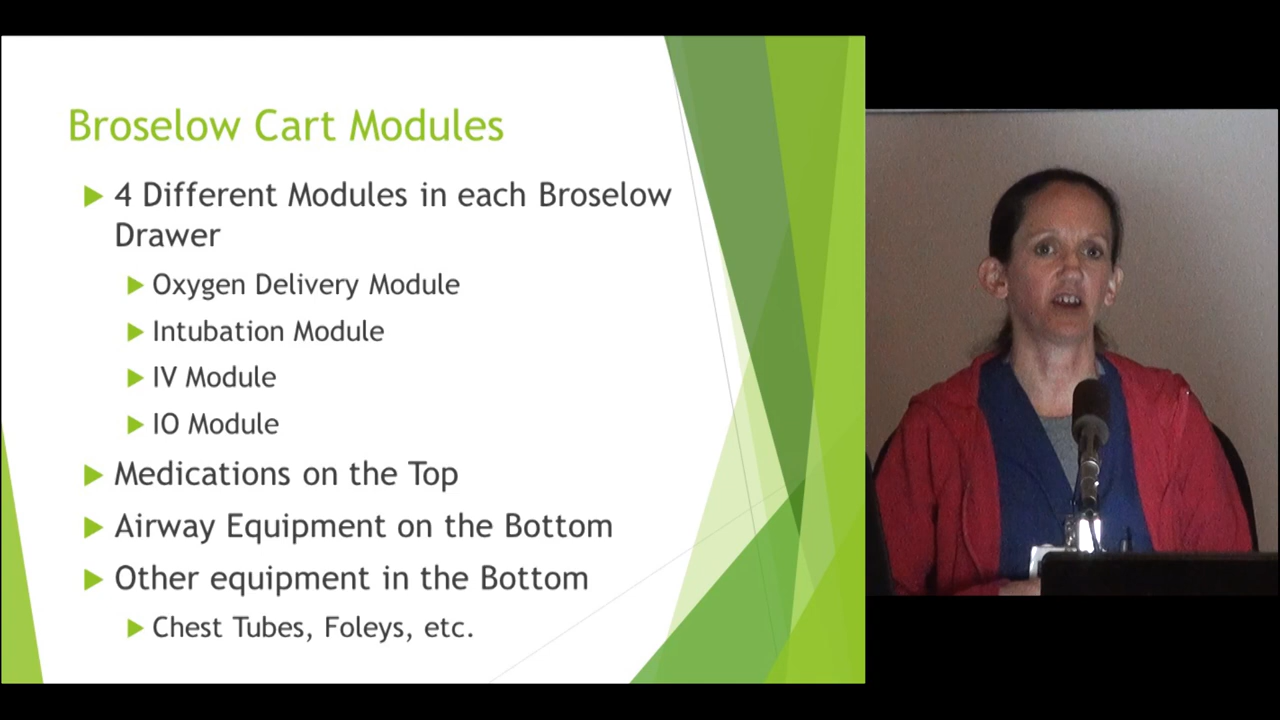 Broselow Cart Modules
4 Different Modules in each Broselow
Drawer
Oxygen Delivery Module
Intubation Module
IV Module
IO Module
Medications on the Top
Airway Equipment on the Bottom
Other equipment in the Bottom
Chest Tubes, Foleys, etc.